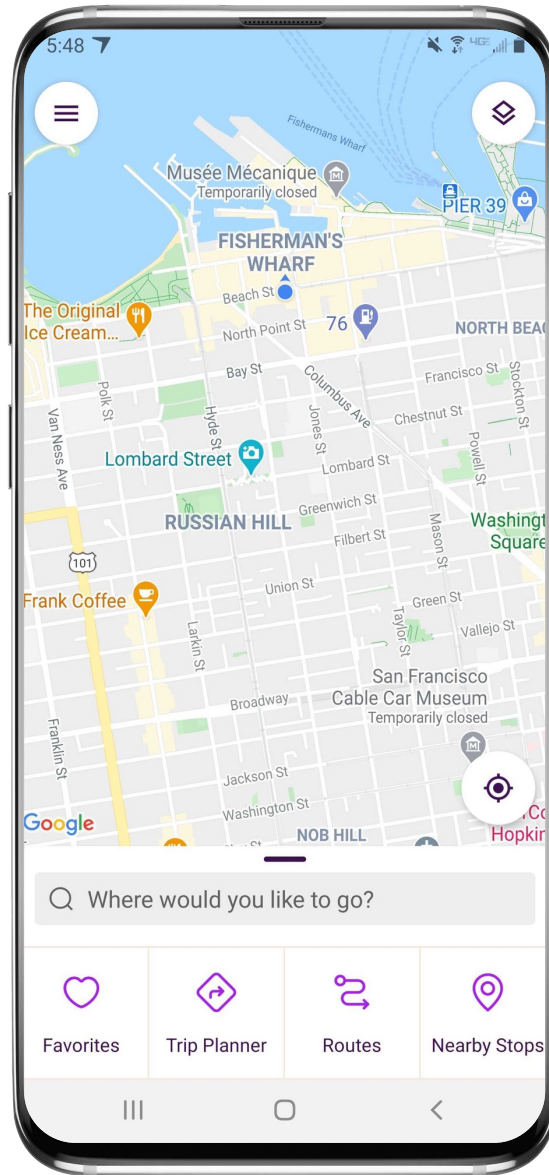 5:48
4GE
Fishermans Wharf
Musée Mécanique
Temporarily closed
PIER 39
FISHERMAN'S
WHARF
Beach St
The Original
Ice Cream...
North Point St
76
NORTH BEAC
Bay St
Columbus Ave
Francisco St
Stockton St
Polk St
Van Ness Ave
Hyde St
Jones St
Chestnut St
Lombard Street
Lombard St
Powell St
RUSSIAN HILL
Greenwich St
Mason St
Washingt
Square
Filbert St
101
Union St
Frank Coffee
Green St
Larkin St
Taylor St
Vallejo St
San Francisco
Cable Car Museum
Temporarily closed
Broadway
Franklin St
M
Jackson St
Washington St
Google
NOB HILL
Hopkin
Where would you like to go?
Favorites
Trip Planner
Routes
Nearby Stops